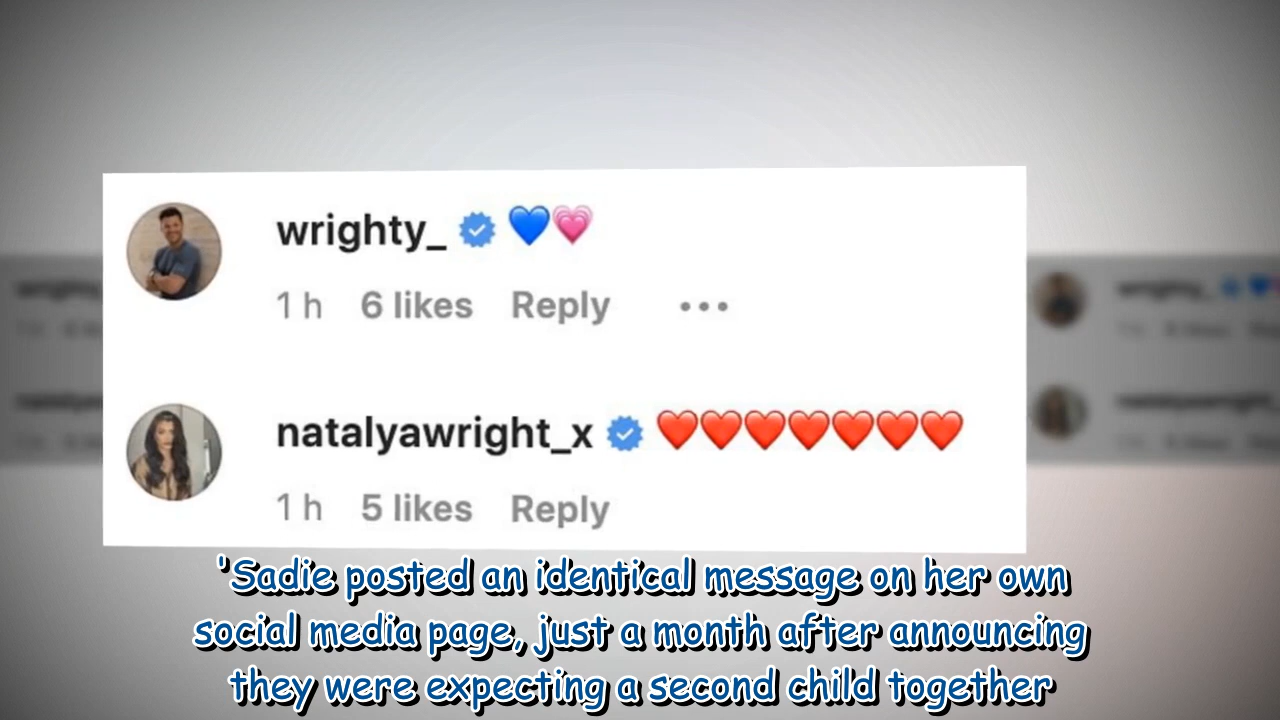 wrighty_ 💙💗
1 h 6 likes Reply •••
natalyawright_x ❤️❤️❤️❤️❤️❤️❤️
1 h 5 likes Reply
'Sadie posted an identical message on her own
social media page, just a month after announcing
they were expecting a second child together